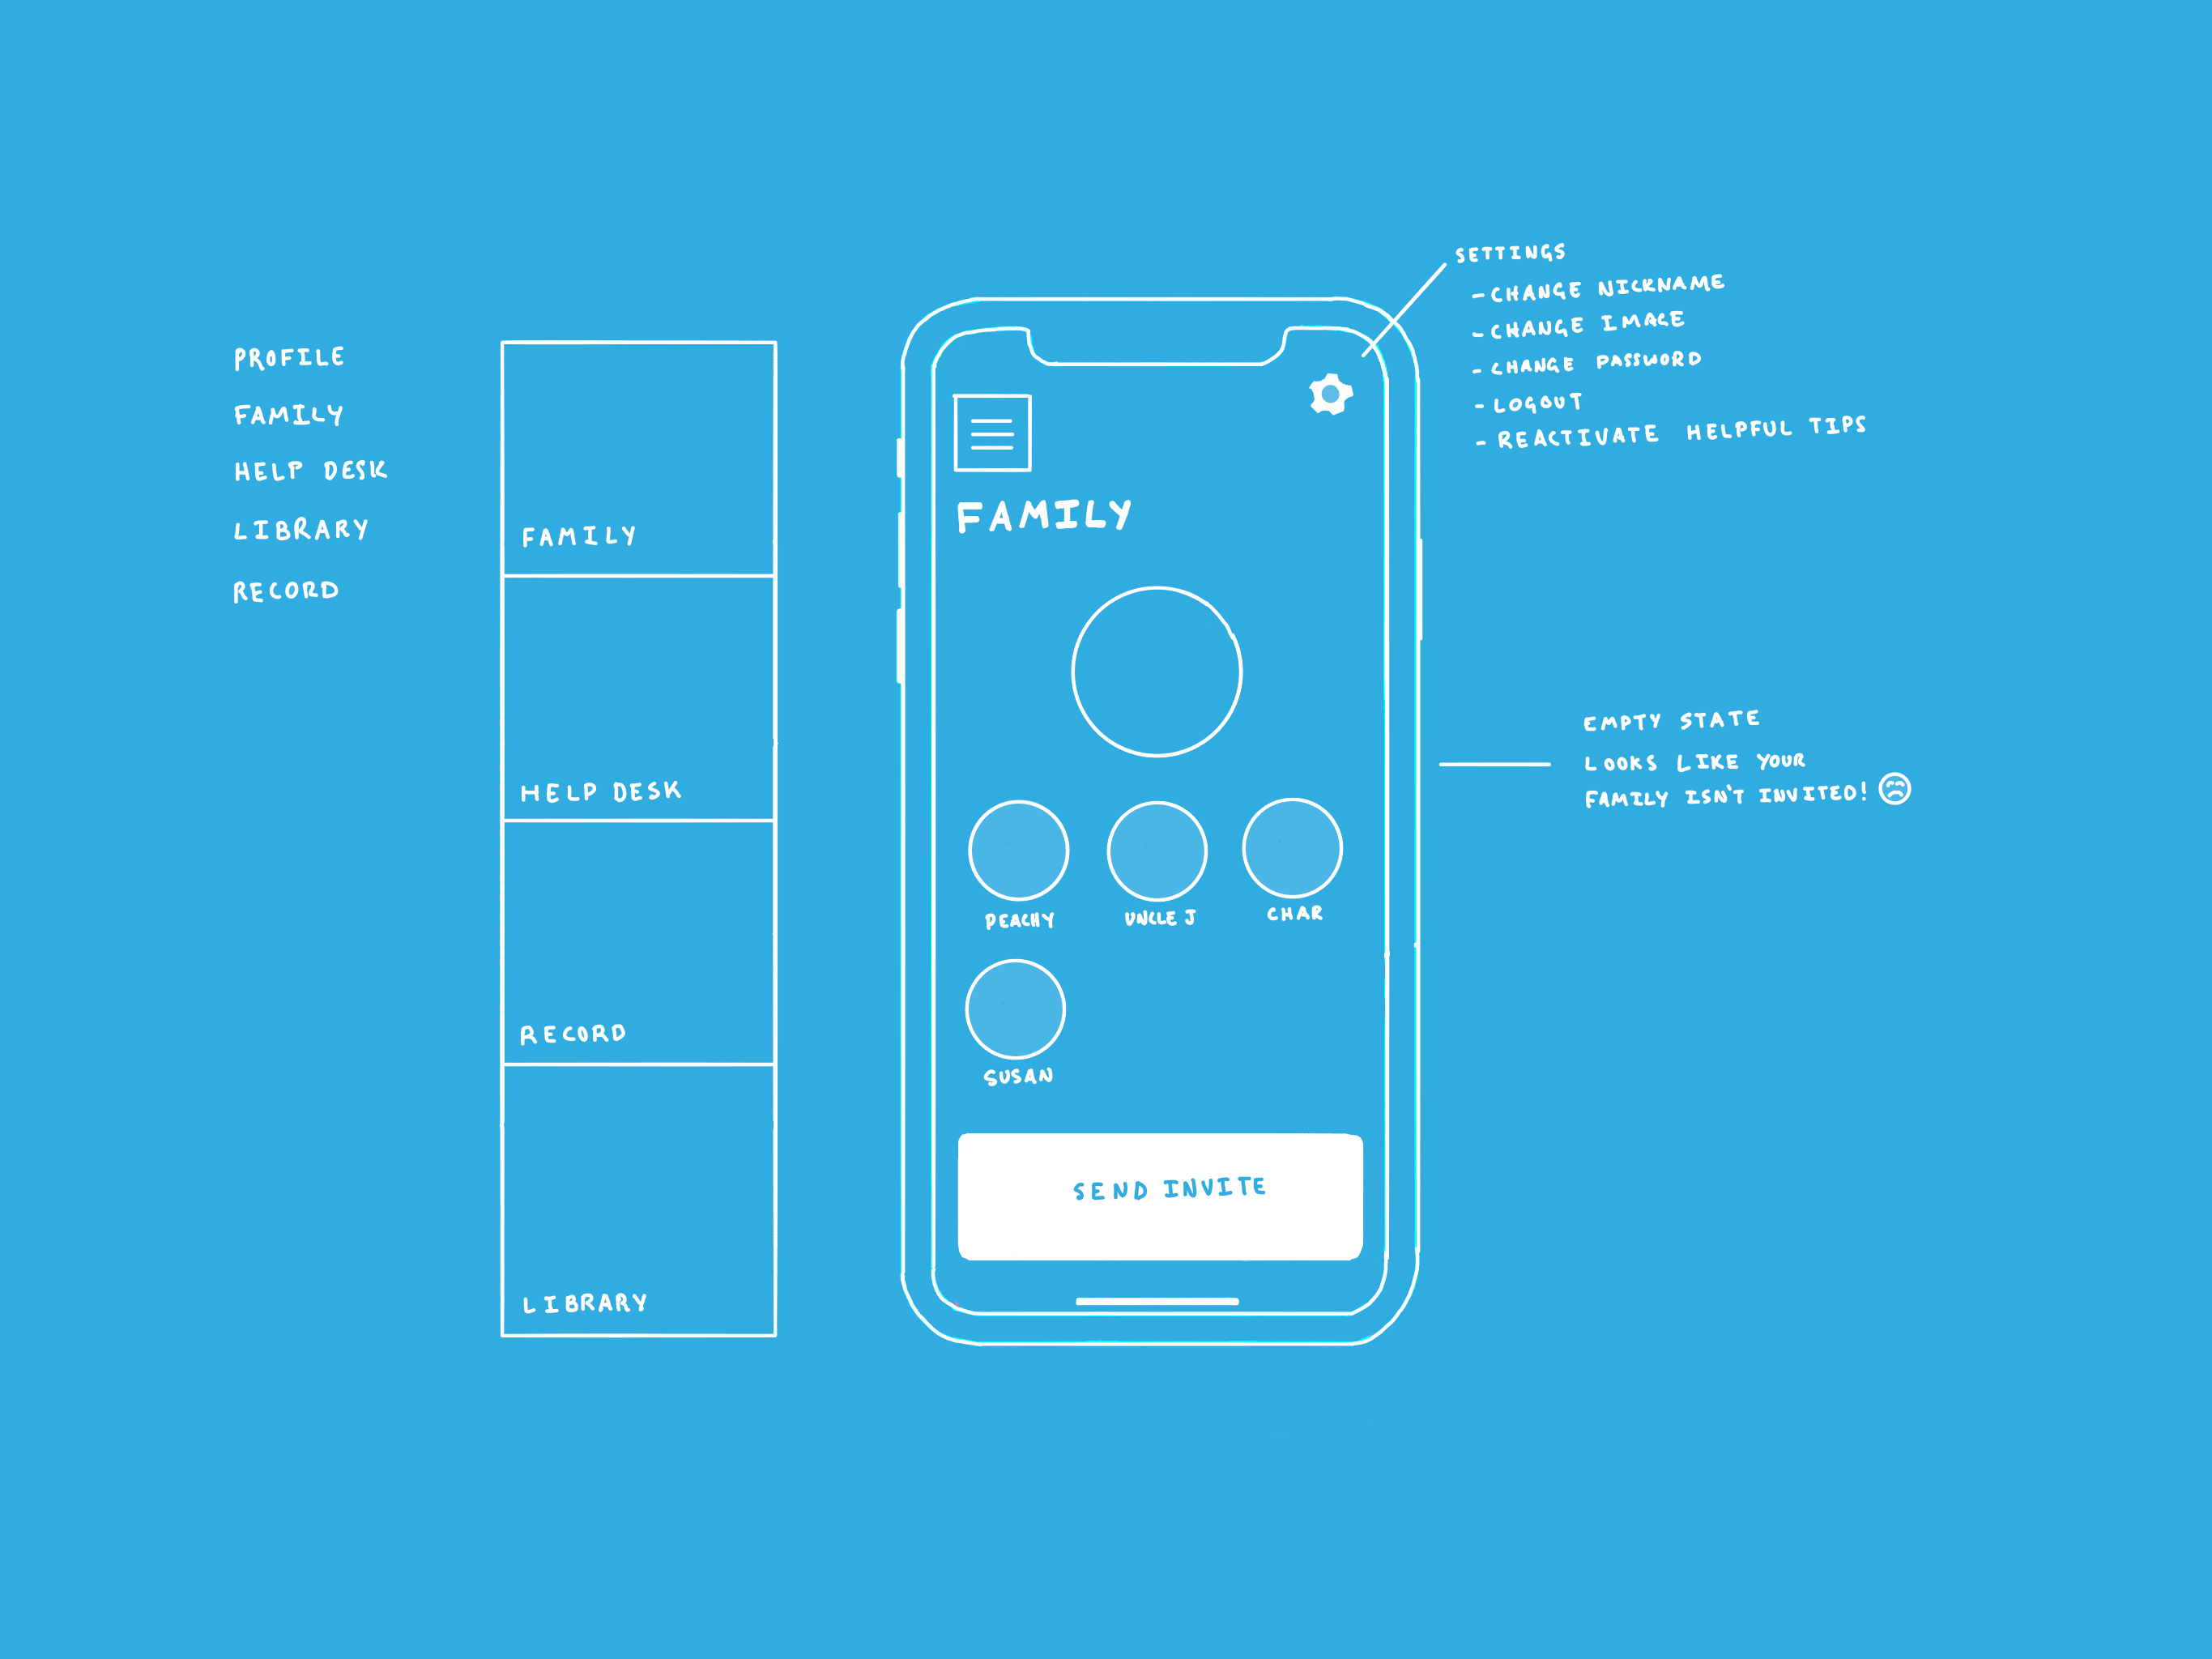 PROFILE
FAMILY
HELP DESK
LIBRARY
RECORD
FAMILY
HELP DESK
RECORD
LIBRARY
FAMILY
PEACHY
UNCLE J
CHAR
SUSAN
SEND INVITE
SETTINGS
- CHANGE NICKNAME
- CHANGE IMAGE
- CHANGE PASSWORD
- LOGOUT
- REACTIVATE HELPFUL TIPS
EMPTY STATE
LOOKS LIKE YOUR
FAMILY ISN'T INVITED!